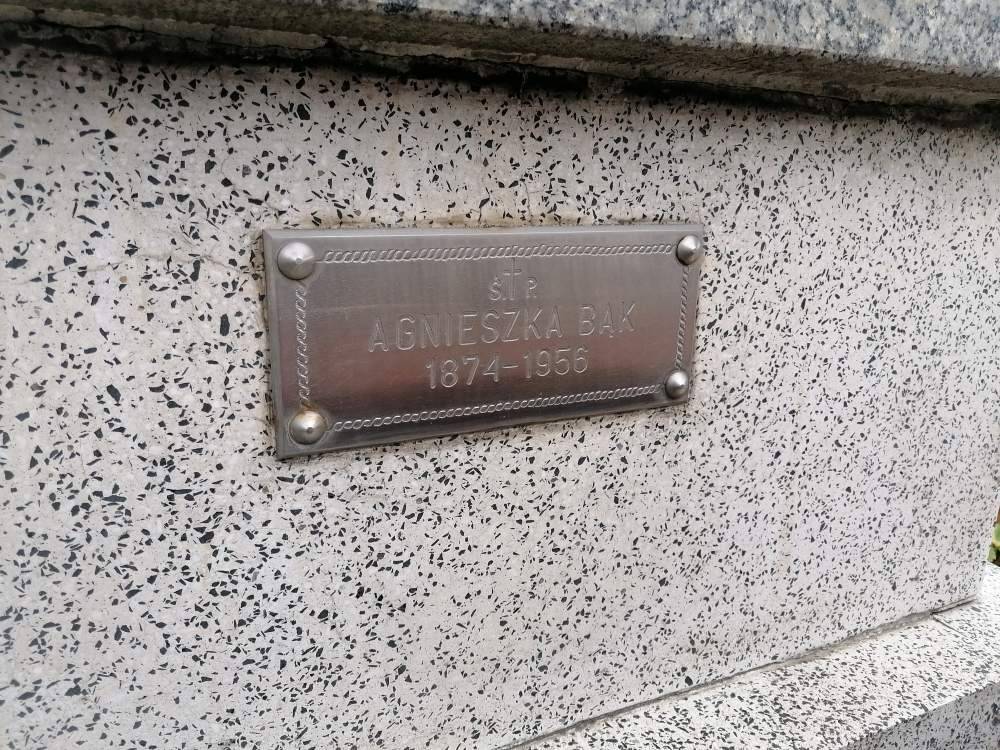 Ś.†P.
AGNIESZKA BĄK
1874-1956